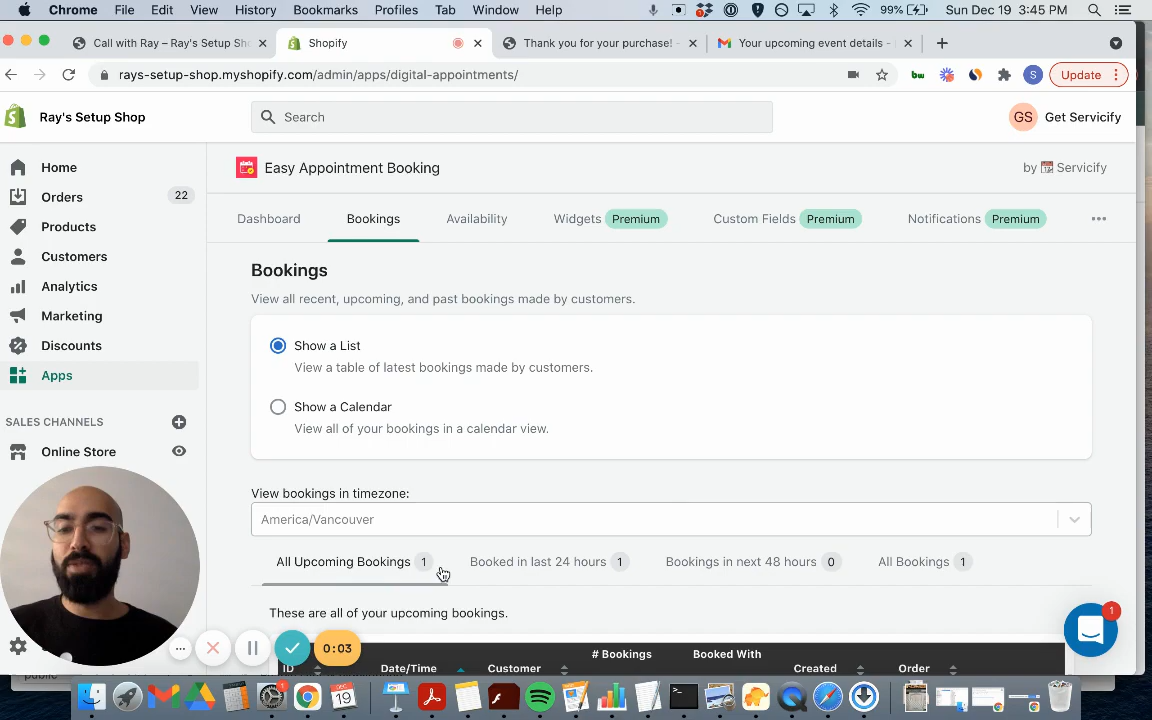 Chrome File Edit View History Bookmarks Profiles Tab Window Help 99% Sun Dec 19 3:45 PM
Call with Ray – Ray's Setup Sh
Shopify
Thank you for your purchase! -
Your upcoming event details -
rays-setup-shop.myshopify.com/admin/apps/digital-appointments/
bw
S
Update
Ray's Setup Shop
Search
GS Get Servicify
Home
Orders 22
Products
Customers
Analytics
Marketing
Discounts
Apps
SALES CHANNELS
Online Store
Easy Appointment Booking
by Servicify
Dashboard Bookings Availability Widgets Premium Custom Fields Premium Notifications Premium
Bookings
View all recent, upcoming, and past bookings made by customers.
Show a List
View a table of latest bookings made by customers.
Show a Calendar
View all of your bookings in a calendar view.
View bookings in timezone:
America/Vancouver
All Upcoming Bookings 1 Booked in last 24 hours 1 Bookings in next 48 hours 0 All Bookings 1
These are all of your upcoming bookings.
0:03
1
ID Date/Time Customer # Bookings Booked With Created Order
public
1
DEC
19